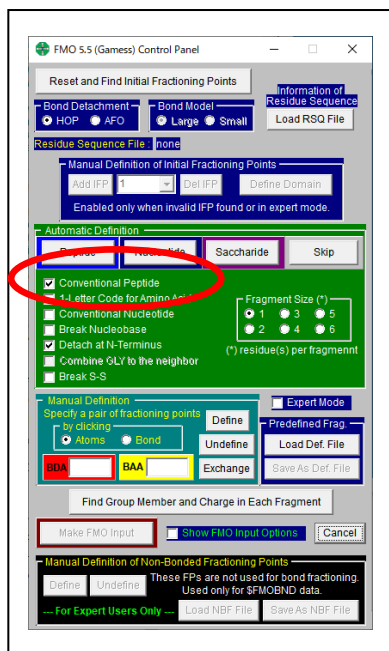 FMO 5.5 (Gamess) Control Panel
Reset and Find Initial Fractioning Points
Information of
Residue Sequence
Bond Detachment
Bond Model
HOP AFO
Large Small
Load RSQ File
Residue Sequence File : none
Manual Definition of Initial Fractioning Points
Add IFP 1 Del IFP Define Domain
Enabled only when invalid IFP found or in expert mode.
Automatic Definition
Peptide Nucleotide Saccharide Skip
Conventional Peptide
1-Letter Code for Amino Acid
Conventional Nucleotide
Break Nucleobase
Detach at N-Terminus
Combine GLY to the neighbor
Break S-S
Fragment Size (*)
1 3 5
2 4 6
(*) residue(s) per fragmennt
Manual Definition
Specify a pair of fractioning points
by clicking
Atoms Bond
BDA BAA
Define
Undefine
Exchange
Expert Mode
Predefined Frag.
Load Def. File
Save As Def. File
Find Group Member and Charge in Each Fragment
Make FMO Input Show FMO Input Options Cancel
Manual Definition of Non-Bonded Fractioning Points
Define Undefine
These FPs are not used for bond fractioning.
Used only for $FMOBND data.
--- For Expert Users Only --- Load NBF File Save As NBF File